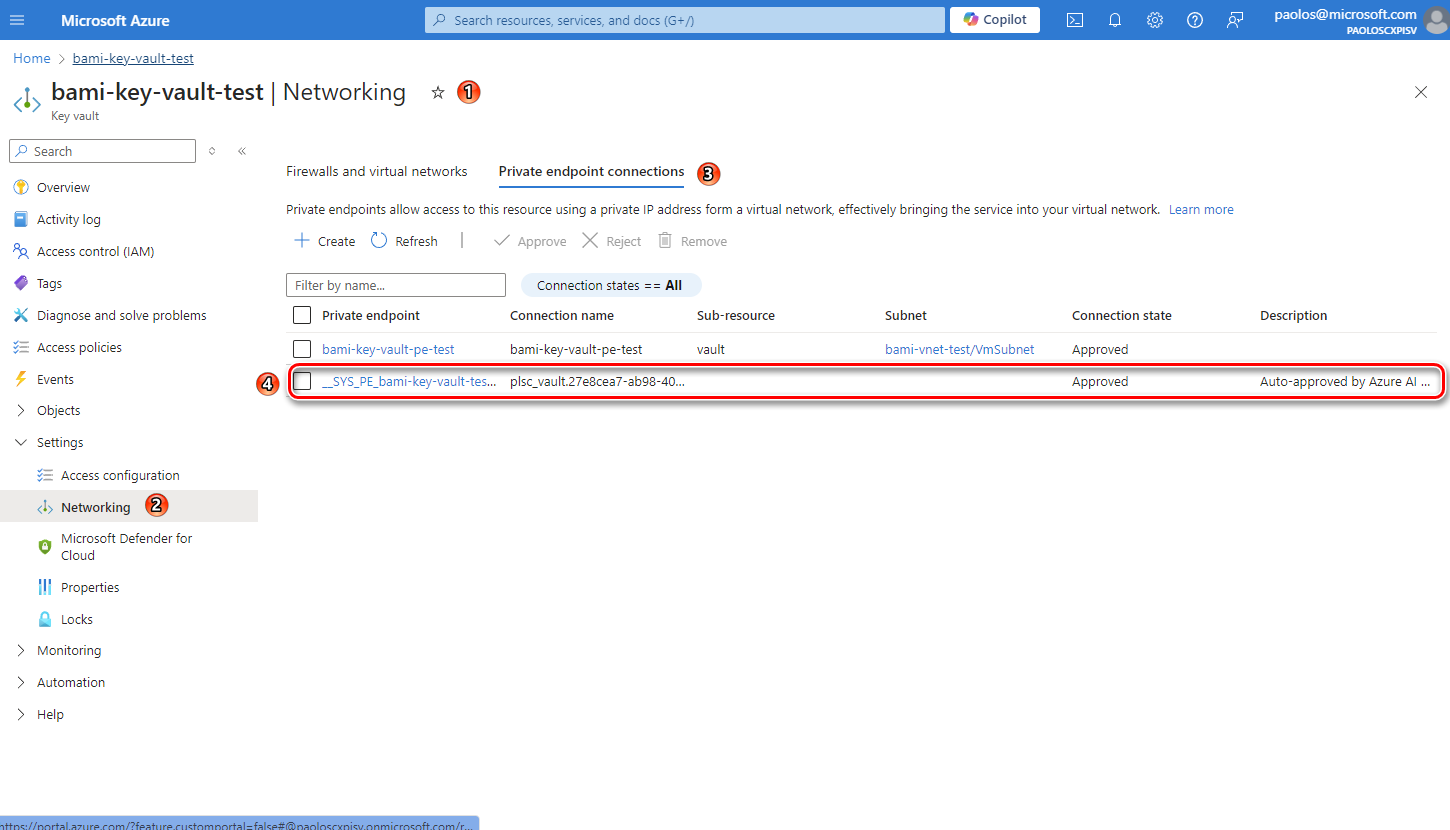 Microsoft Azure
Search resources, services, and docs (G+/)
Copilot
paolos@microsoft.com
PAOLOSCXPISV
Home > bami-key-vault-test
bami-key-vault-test | Networking
1
Key vault
Search
Overview
Activity log
Access control (IAM)
Tags
Diagnose and solve problems
Access policies
Events
Objects
Settings
Access configuration
Networking
2
Microsoft Defender for
Cloud
Properties
Locks
Monitoring
Automation
Help
Firewalls and virtual networks
Private endpoint connections
3
Private endpoints allow access to this resource using a private IP address form a virtual network, effectively bringing the service into your virtual network. Learn more
Create
Refresh
Approve
Reject
Remove
Filter by name...
Connection states == All
Private endpoint Connection name Sub-resource Subnet Connection state Description
bami-key-vault-pe-test bami-key-vault-pe-test vault bami-vnet-test/VmSubnet Approved
4
__SYS_PE_bami-key-vault-tes... plsc_vault.27e8cea7-ab98-40... Approved Auto-approved by Azure AI ...
https://portal.azure.com/?feature.customportal=false#@paoloscxpisv.onmicrosoft.com/r...